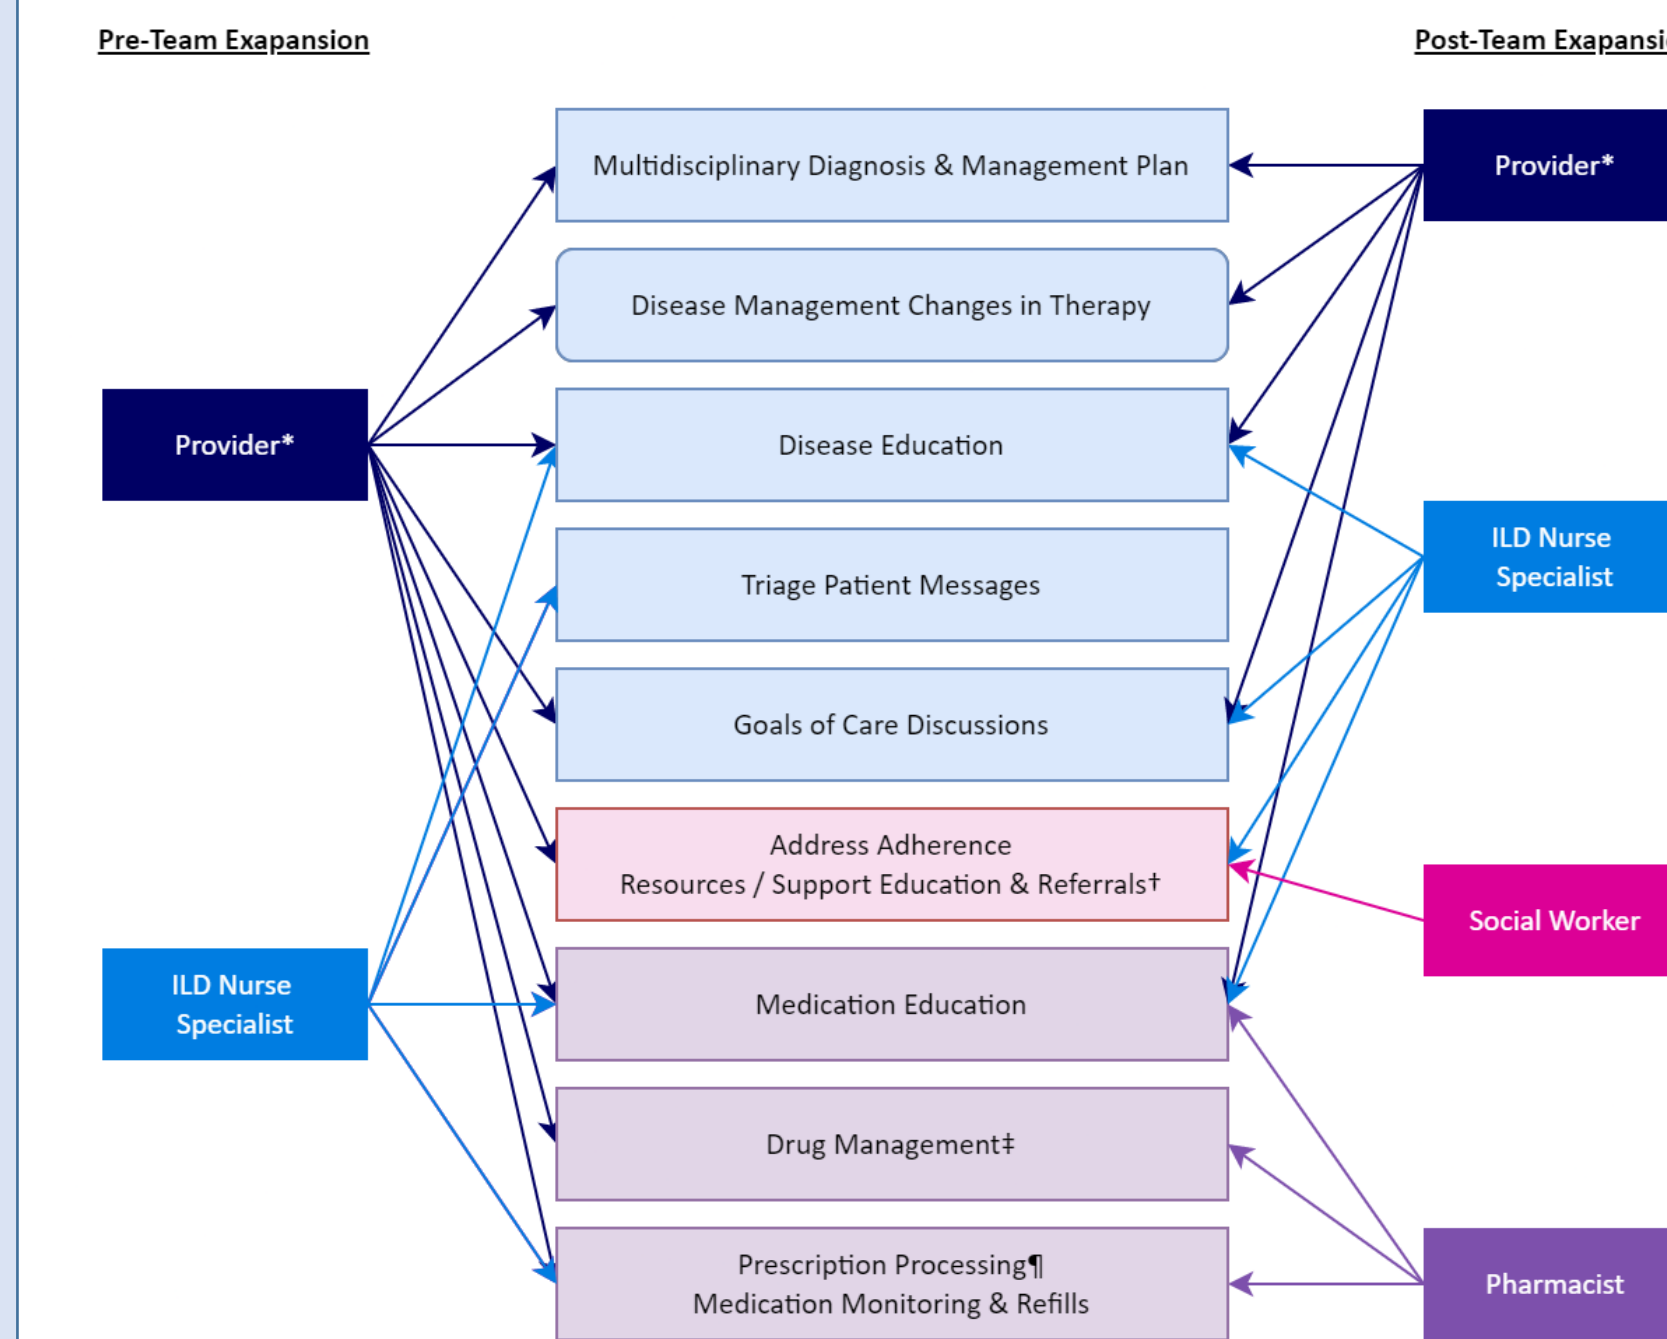 Pre-Team Exapansion
Post-Team Exapansi
Multidisciplinary Diagnosis & Management Plan
Provider*
Disease Management Changes in Therapy
Provider*
Disease Education
ILD Nurse
Specialist
Triage Patient Messages
Goals of Care Discussions
Address Adherence
Resources / Support Education & Referrals†
Social Worker
ILD Nurse
Specialist
Medication Education
Drug Management‡
Prescription Processing¶
Medication Monitoring & Refills
Pharmacist